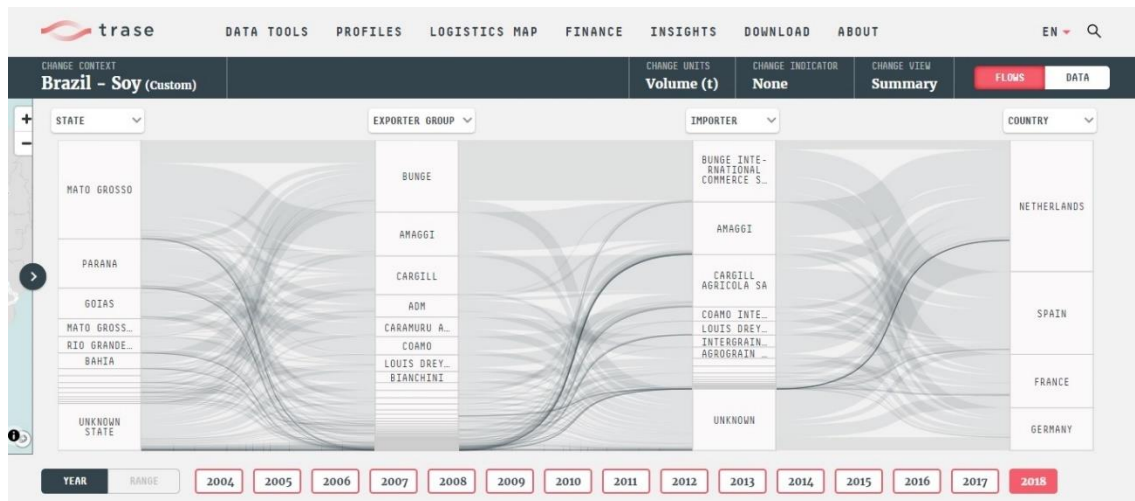 trase
DATA TOOLS PROFILES LOGISTICS MAP FINANCE INSIGHTS DOWNLOAD ABOUT EN
CHANGE CONTEXT
Brazil - Soy (Custom)
CHANGE UNITS
Volume (t)
CHANGE INDICATOR
None
CHANGE VIEW
Summary
FLOWS DATA
+
−
STATE
MATO GROSSO
PARANA
GOIAS
MATO GROSS…
RIO GRANDE…
BAHIA
UNKNOWN
STATE
EXPORTER GROUP
BUNGE
AMAGGI
CARGILL
ADM
CARAMURU A…
COAMO
LOUIS DREY…
BIANCHINI
IMPORTER
BUNGE INTE-
RNATIONAL
COMMERCE S…
AMAGGI
CARGILL
AGRICOLA SA
COAMO INTE…
LOUIS DREY…
INTERGRAIN…
AGROGRAIN …
UNKNOWN
COUNTRY
NETHERLANDS
SPAIN
FRANCE
GERMANY
YEAR RANGE 2004 2005 2006 2007 2008 2009 2010 2011 2012 2013 2014 2015 2016 2017 2018